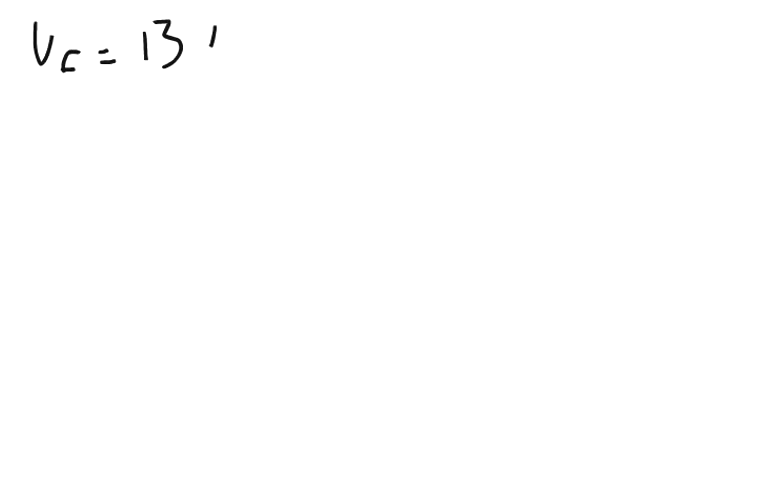 Vc = 13 '